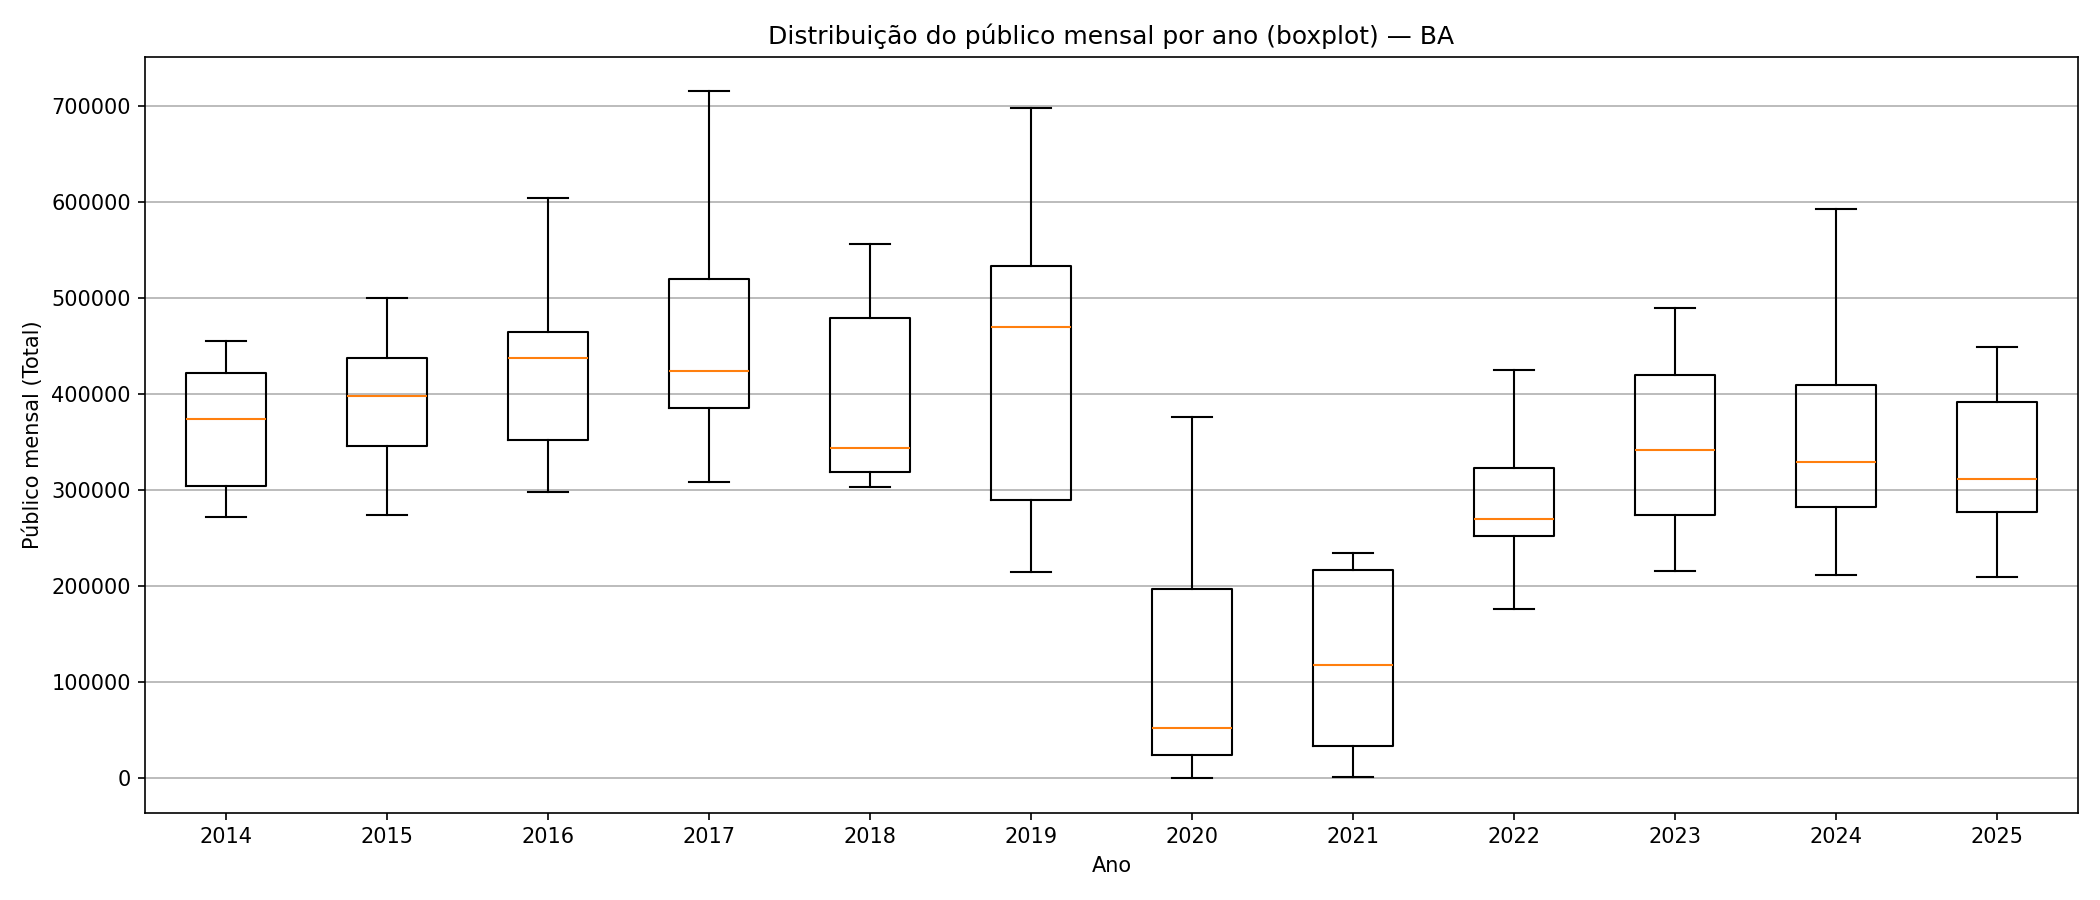 Distribuição do público mensal por ano (boxplot) — BA
Público mensal (Total)
700000
600000
500000
400000
300000
200000
100000
0
2014 2015 2016 2017 2018 2019 2020 2021 2022 2023 2024 2025
Ano